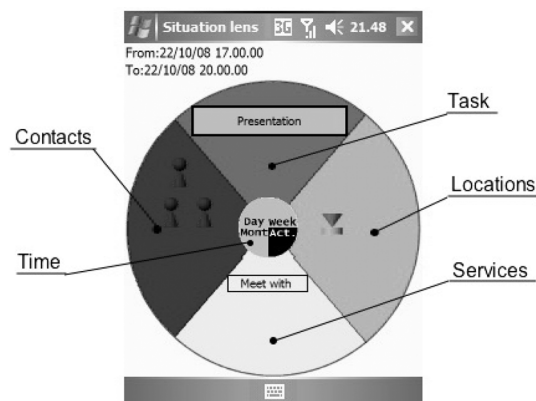 Situation lens 3G 21.48
From:22/10/08 17.00.00
To:22/10/08 20.00.00
Task
Presentation
Contacts
Locations
Day week
Mont Act.
Time
Services
Meet with